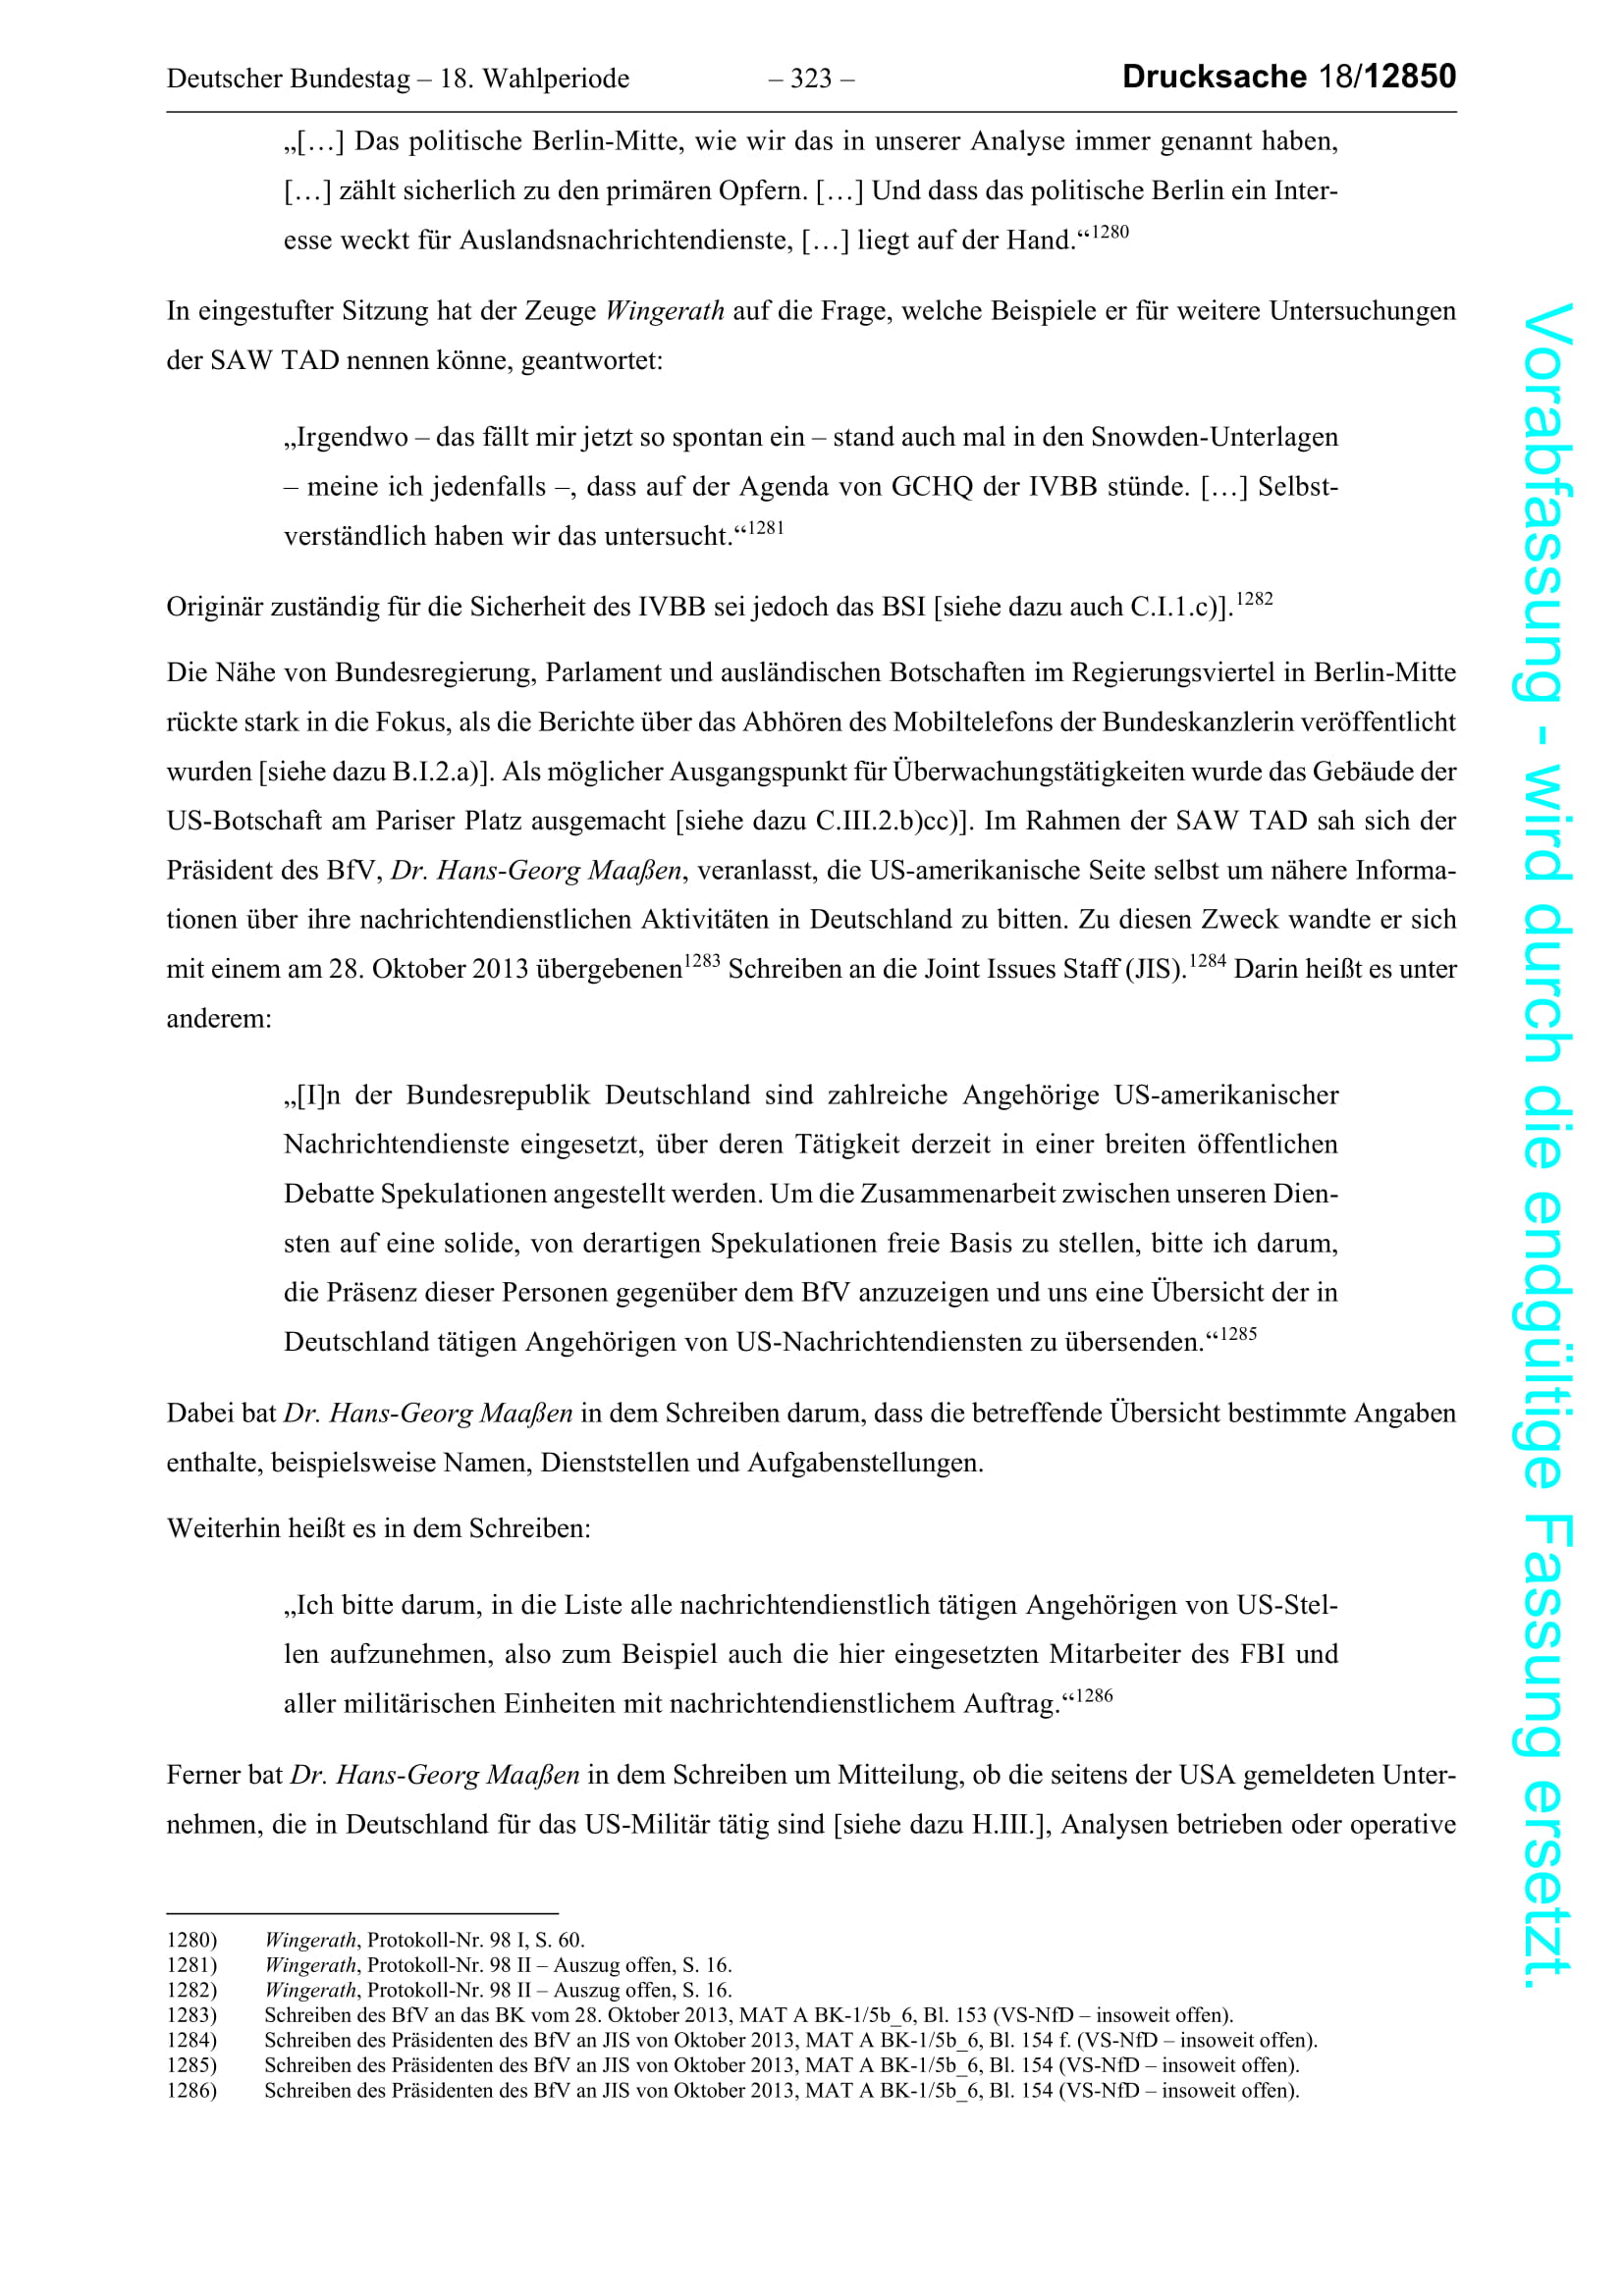 Deutscher Bundestag – 18. Wahlperiode – 323 – Drucksache 18/12850
„[…] Das politische Berlin-Mitte, wie wir das in unserer Analyse immer genannt haben,
[…] zählt sicherlich zu den primären Opfern. […] Und dass das politische Berlin ein Inter-
esse weckt für Auslandsnachrichtendienste, […] liegt auf der Hand.“1280
In eingestufter Sitzung hat der Zeuge Wingerath auf die Frage, welche Beispiele er für weitere Untersuchungen
der SAW TAD nennen könne, geantwortet:
„Irgendwo – das fällt mir jetzt so spontan ein – stand auch mal in den Snowden-Unterlagen
– meine ich jedenfalls –, dass auf der Agenda von GCHQ der IVBB stünde. […] Selbst-
verständlich haben wir das untersucht.“1281
Originär zuständig für die Sicherheit des IVBB sei jedoch das BSI [siehe dazu auch C.I.1.c)].1282
Die Nähe von Bundesregierung, Parlament und ausländischen Botschaften im Regierungsviertel in Berlin-Mitte
rückte stark in die Fokus, als die Berichte über das Abhören des Mobiltelefons der Bundeskanzlerin veröffentlicht
wurden [siehe dazu B.I.2.a)]. Als möglicher Ausgangspunkt für Überwachungstätigkeiten wurde das Gebäude der
US-Botschaft am Pariser Platz ausgemacht [siehe dazu C.III.2.b)cc)]. Im Rahmen der SAW TAD sah sich der
Präsident des BfV, Dr. Hans-Georg Maaßen, veranlasst, die US-amerikanische Seite selbst um nähere Informa-
tionen über ihre nachrichtendienstlichen Aktivitäten in Deutschland zu bitten. Zu diesen Zweck wandte er sich
mit einem am 28. Oktober 2013 übergebenen1283 Schreiben an die Joint Issues Staff (JIS).1284 Darin heißt es unter
anderem:
„[I]n der Bundesrepublik Deutschland sind zahlreiche Angehörige US-amerikanischer
Nachrichtendienste eingesetzt, über deren Tätigkeit derzeit in einer breiten öffentlichen
Debatte Spekulationen angestellt werden. Um die Zusammenarbeit zwischen unseren Dien-
sten auf eine solide, von derartigen Spekulationen freie Basis zu stellen, bitte ich darum,
die Präsenz dieser Personen gegenüber dem BfV anzuzeigen und uns eine Übersicht der in
Deutschland tätigen Angehörigen von US-Nachrichtendiensten zu übersenden.“1285
Dabei bat Dr. Hans-Georg Maaßen in dem Schreiben darum, dass die betreffende Übersicht bestimmte Angaben
enthalte, beispielsweise Namen, Dienststellen und Aufgabenstellungen.
Weiterhin heißt es in dem Schreiben:
„Ich bitte darum, in die Liste alle nachrichtendienstlich tätigen Angehörigen von US-Stel-
len aufzunehmen, also zum Beispiel auch die hier eingesetzten Mitarbeiter des FBI und
aller militärischen Einheiten mit nachrichtendienstlichem Auftrag.“1286
Ferner bat Dr. Hans-Georg Maaßen in dem Schreiben um Mitteilung, ob die seitens der USA gemeldeten Unter-
nehmen, die in Deutschland für das US-Militär tätig sind [siehe dazu H.III.], Analysen betrieben oder operative
1280) Wingerath, Protokoll-Nr. 98 I, S. 60.
1281) Wingerath, Protokoll-Nr. 98 II – Auszug offen, S. 16.
1282) Wingerath, Protokoll-Nr. 98 II – Auszug offen, S. 16.
1283) Schreiben des BfV an das BK vom 28. Oktober 2013, MAT A BK-1/5b_6, Bl. 153 (VS-NfD – insoweit offen).
1284) Schreiben des Präsidenten des BfV an JIS von Oktober 2013, MAT A BK-1/5b_6, Bl. 154 f. (VS-NfD – insoweit offen).
1285) Schreiben des Präsidenten des BfV an JIS von Oktober 2013, MAT A BK-1/5b_6, Bl. 154 (VS-NfD – insoweit offen).
1286) Schreiben des Präsidenten des BfV an JIS von Oktober 2013, MAT A BK-1/5b_6, Bl. 154 (VS-NfD – insoweit offen).
Vorabfassung - wird durch die endgültige Fassung ersetzt.